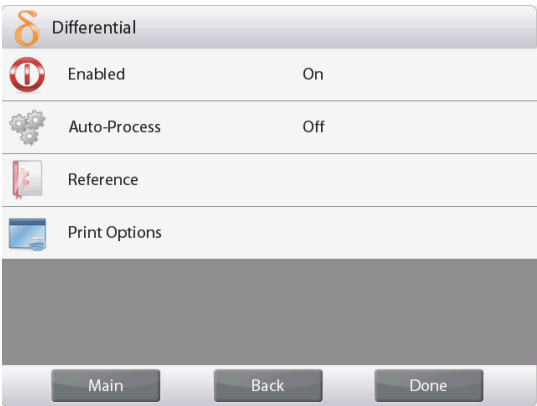 δ Differential
Enabled On
Auto-Process Off
Reference
Print Options
Main Back Done